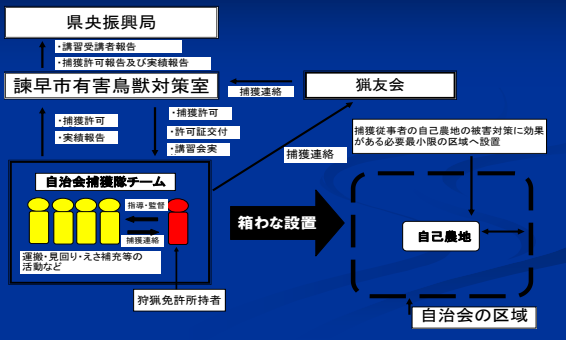 県央振興局
・講習受講者報告
・捕獲許可報告及び実績報告
諫早市有害鳥獣対策室
捕獲連絡
猟友会
・捕獲許可
・実績報告
・捕獲許可
・許可証交付
・講習会実
捕獲連絡
捕獲従事者の自己農地の被害対策に効果
がある必要最小限の区域へ設置
自治会捕獲隊チーム
指導・監督
捕獲連絡
運搬・見回り・えさ補充等の
活動など
箱わな設置
自己農地
狩猟免許所持者
自治会の区域